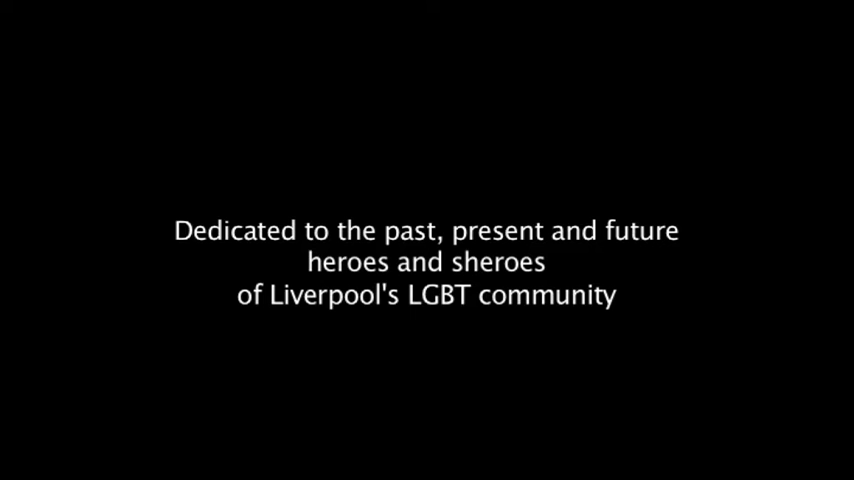 Dedicated to the past, present and future
heroes and sheroes
of Liverpool's LGBT community